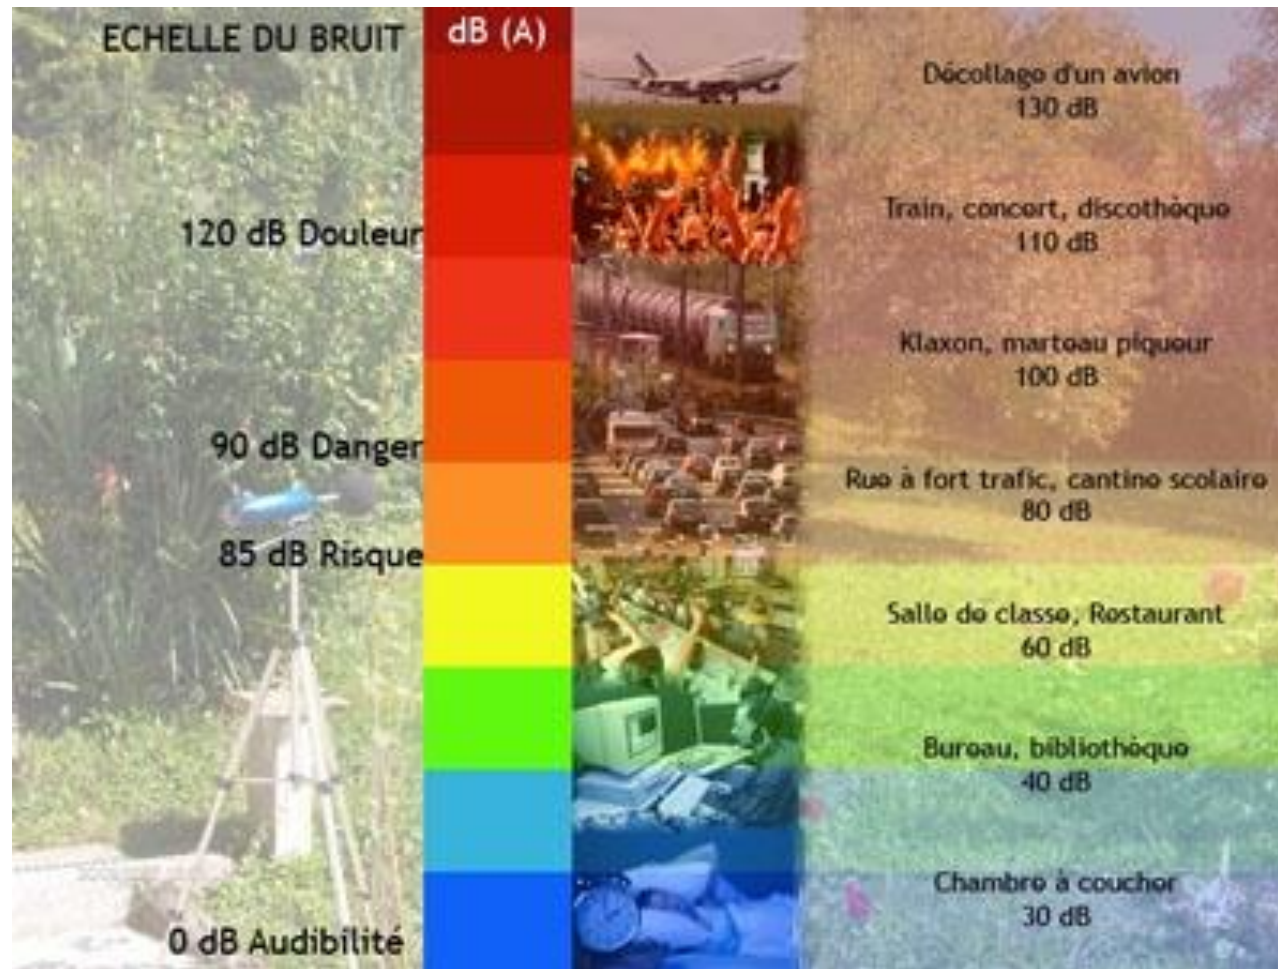 ECHELLE DU BRUIT
dB (A)
Décollage d'un avion
130 dB
Train, concert, discothèque
110 dB
120 dB Douleur
Klaxon, marteau piqueur
100 dB
90 dB Danger
Rue à fort trafic, cantine scolaire
80 dB
85 dB Risque
Salle de classe, Restaurant
60 dB
Bureau, bibliothèque
40 dB
Chambre à coucher
30 dB
0 dB Audibilité